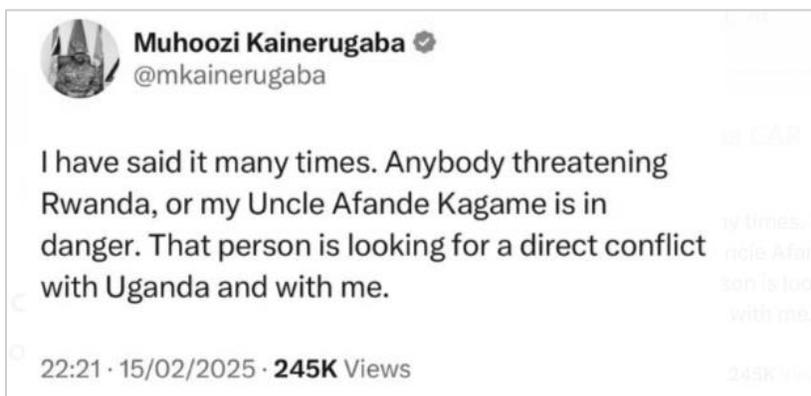 Muhoozi Kainerugaba
@mkainerugaba
I have said it many times. Anybody threatening
Rwanda, or my Uncle Afande Kagame is in
danger. That person is looking for a direct conflict
with Uganda and with me.
22:21 · 15/02/2025 · 245K Views